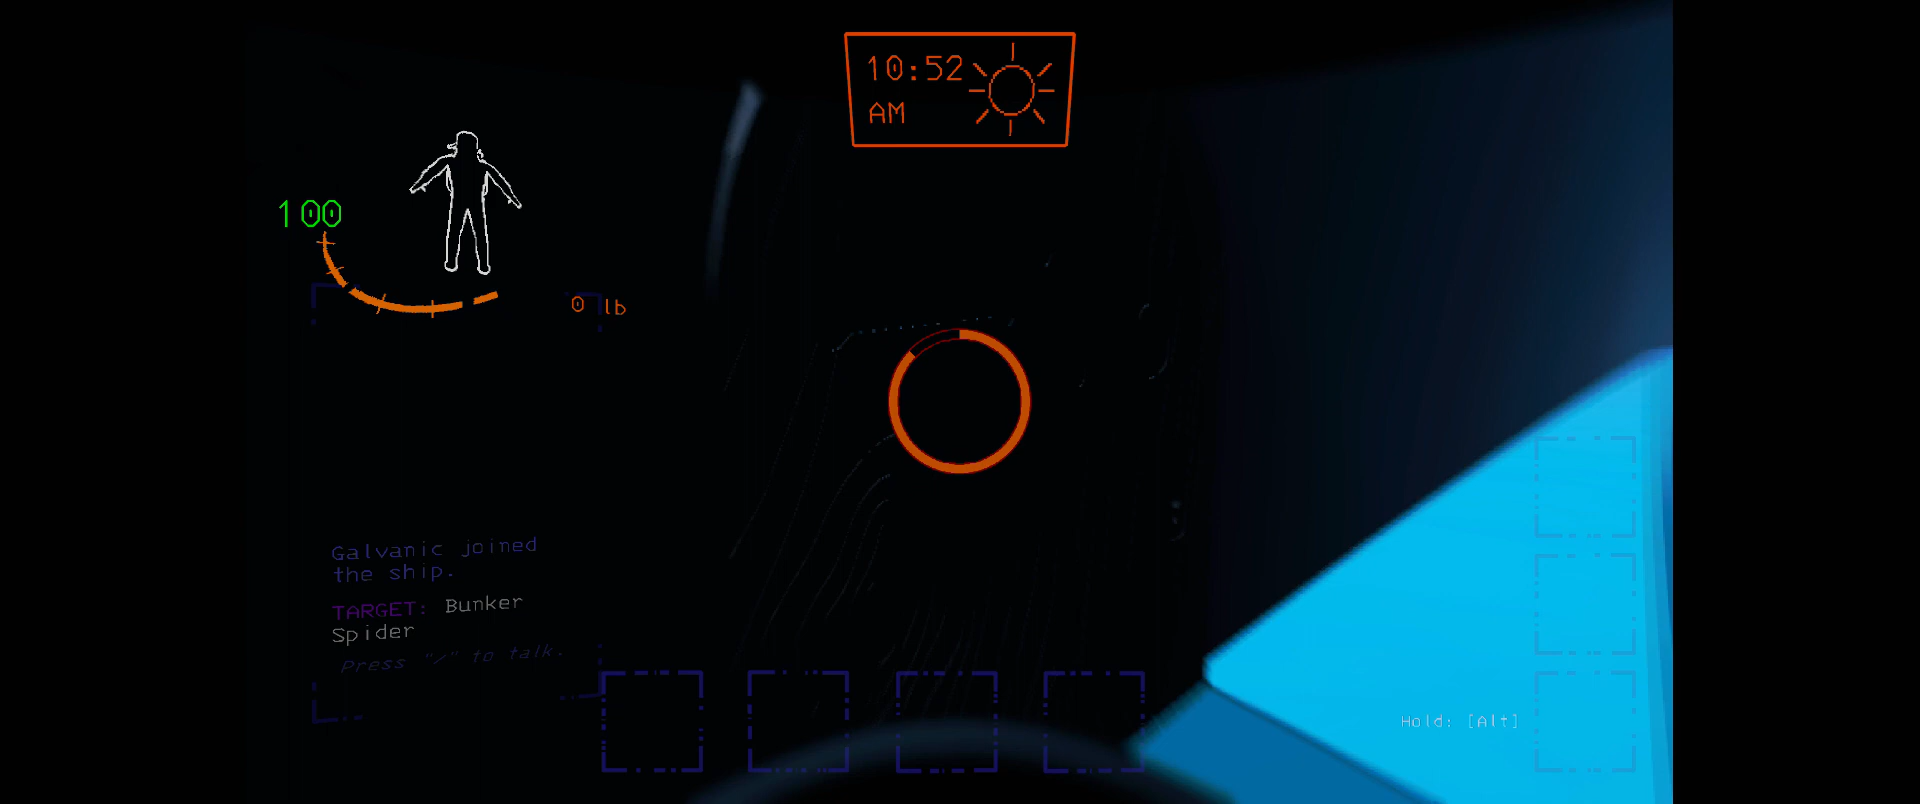 10:52
AM
100
0 lb
Galvanic joined
the ship.
TARGET: Bunker
Spider
Press "/" to talk.
Hold: [Alt]